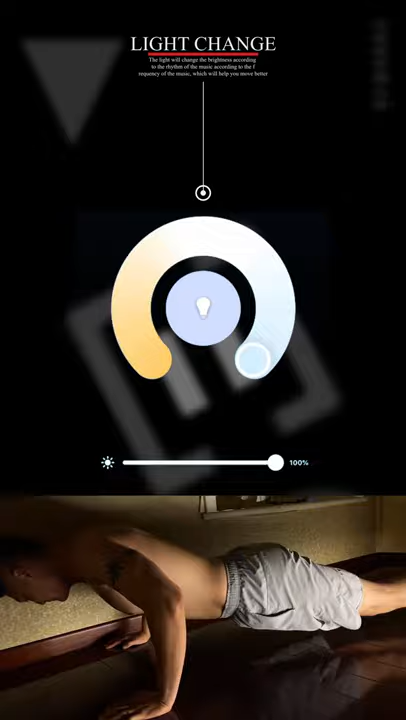 LIGHT CHANGE
The light will change the brightness according
to the rhythm of the music according to the f
requency of the music, which will help you move better
100%